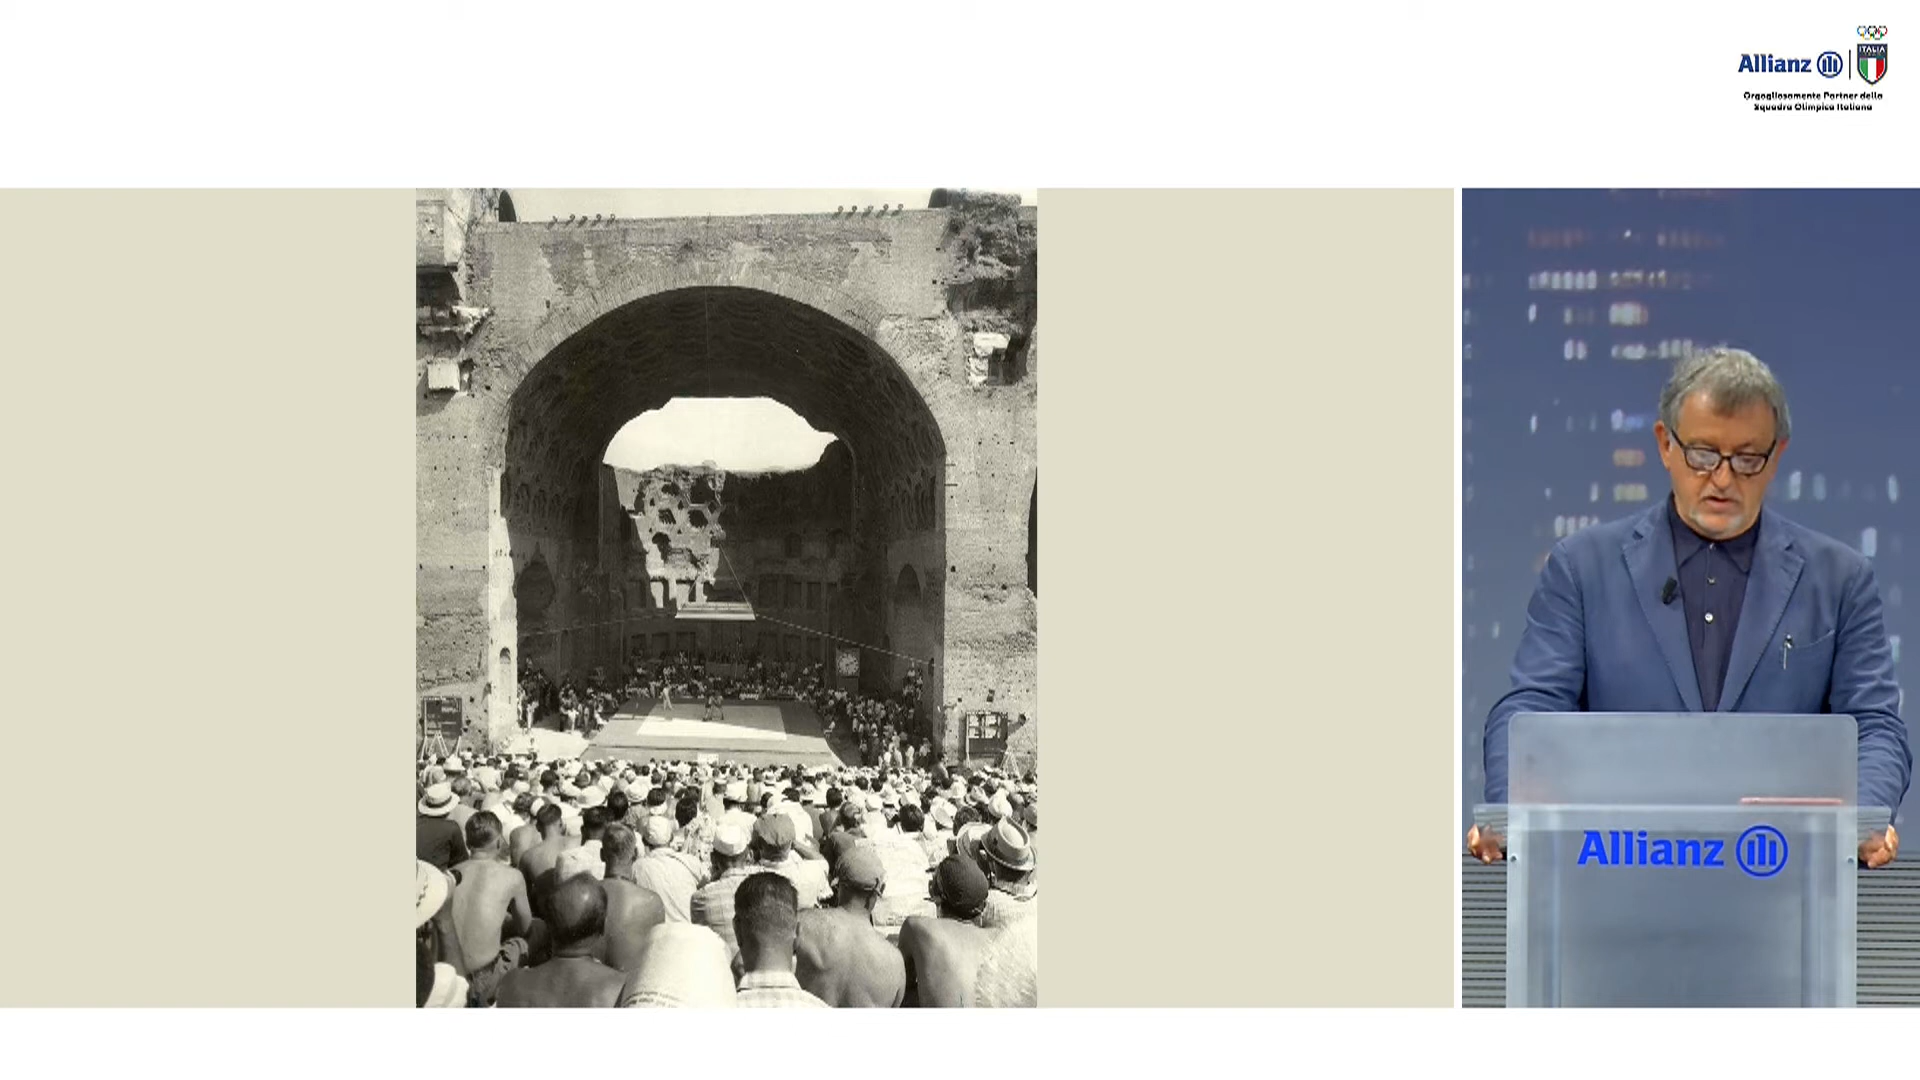 Allianz
ITALIA
Orgogliosamente Partner della
Squadra Olimpica Italiana
Allianz